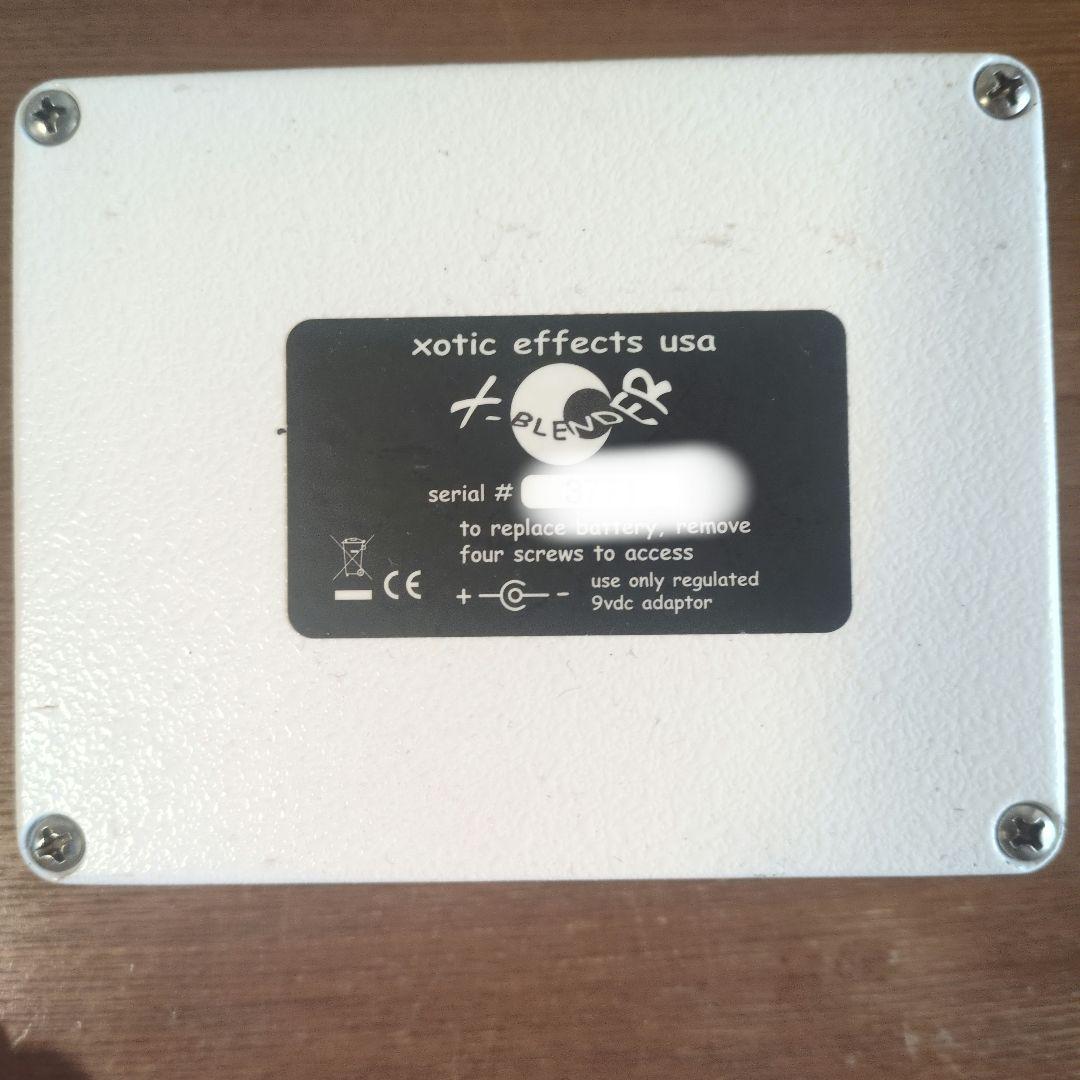 xotic effects usa
X-BLENDER
serial #
to replace battery, remove
four screws to access
CE
+ -
use only regulated
9vdc adaptor